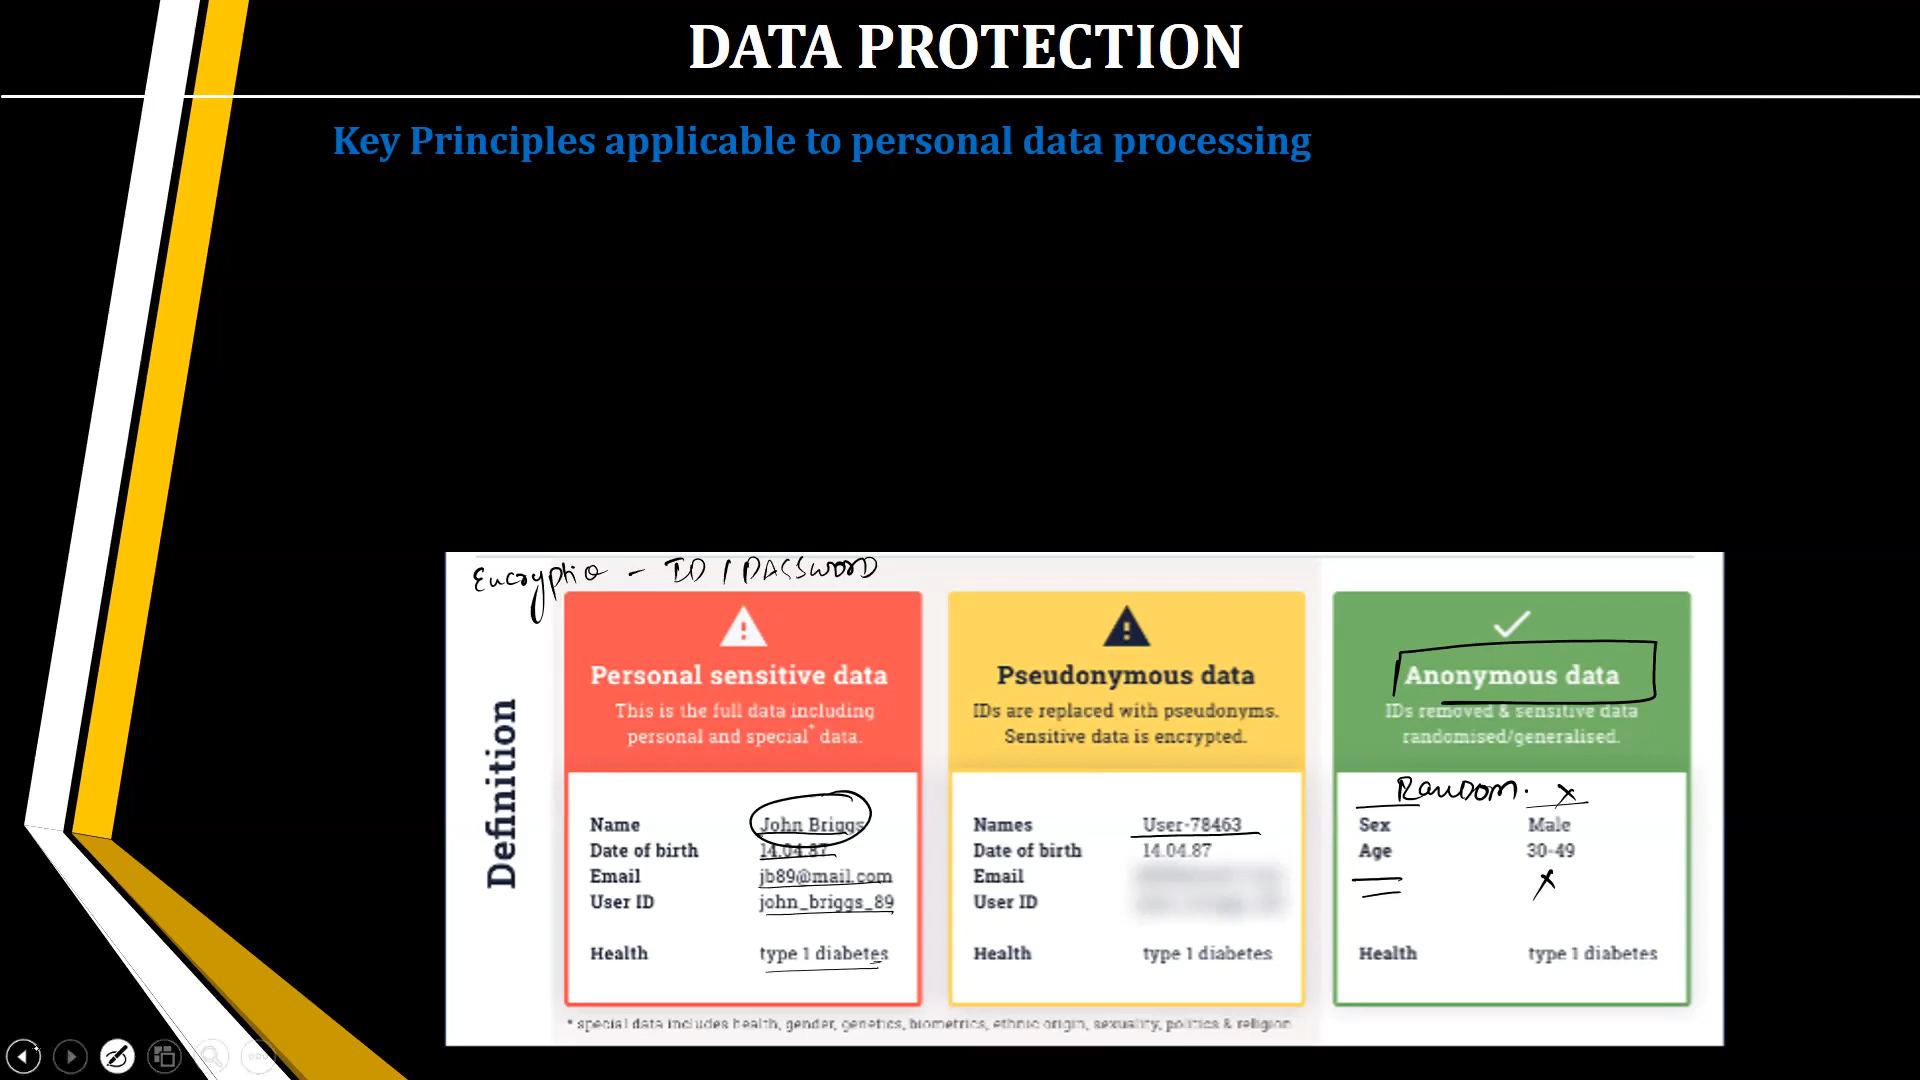 DATA PROTECTION
Key Principles applicable to personal data processing
Encryptio - ID / PASSWORD
Definition
Personal sensitive data
This is the full data including
personal and special* data.
Name John Briggs
Date of birth 14.04.87
Email jb89@mail.com
User ID john_briggs_89
Health type 1 diabetes
Pseudonymous data
IDs are replaced with pseudonyms.
Sensitive data is encrypted.
Names User-78463
Date of birth 14.04.87
Email
User ID
Health type 1 diabetes
Anonymous data
IDs removed & sensitive data
randomised/generalised.
Random. x
Sex Male
Age 30-49
x
Health type 1 diabetes
* special data includes health, gender, genetics, biometrics, ethnic origin, sexuality, politics & religion